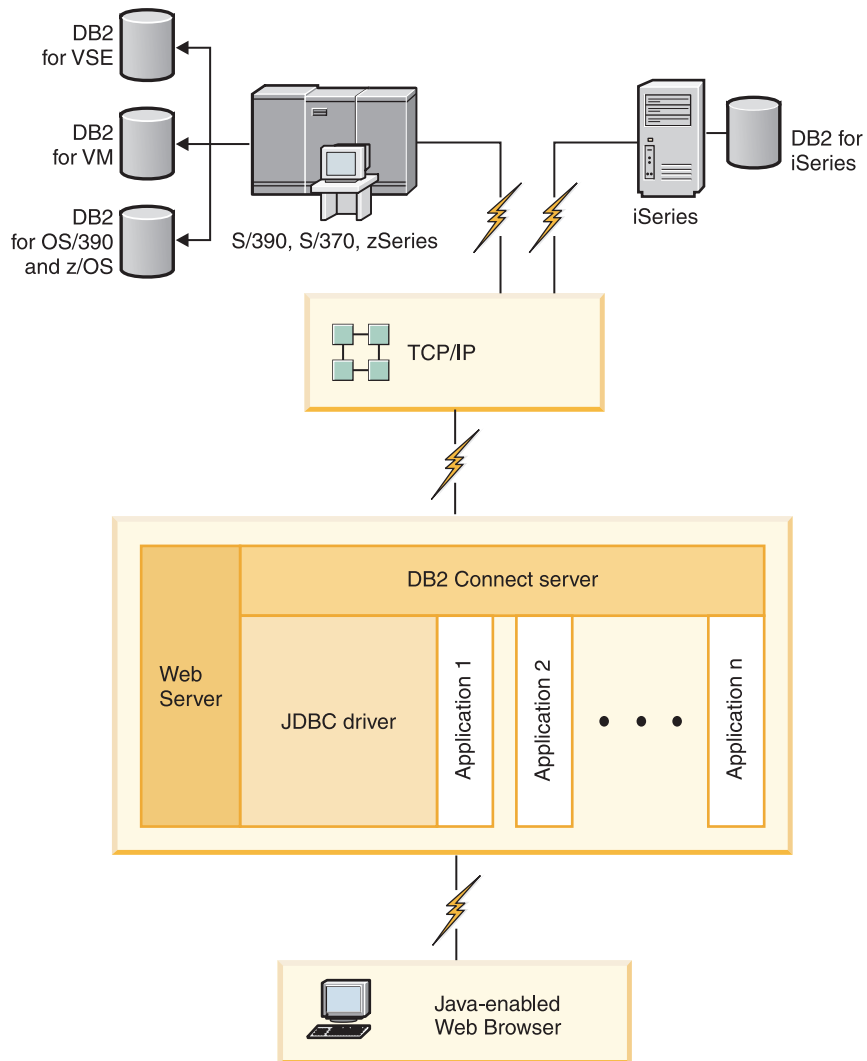 DB2
for VSE
DB2
for VM
DB2
for OS/390
and z/OS
S/390, S/370, zSeries
iSeries
DB2 for
iSeries
TCP/IP
DB2 Connect server
Web
Server
JDBC driver
Application 1
Application 2
Application n
Java-enabled
Web Browser